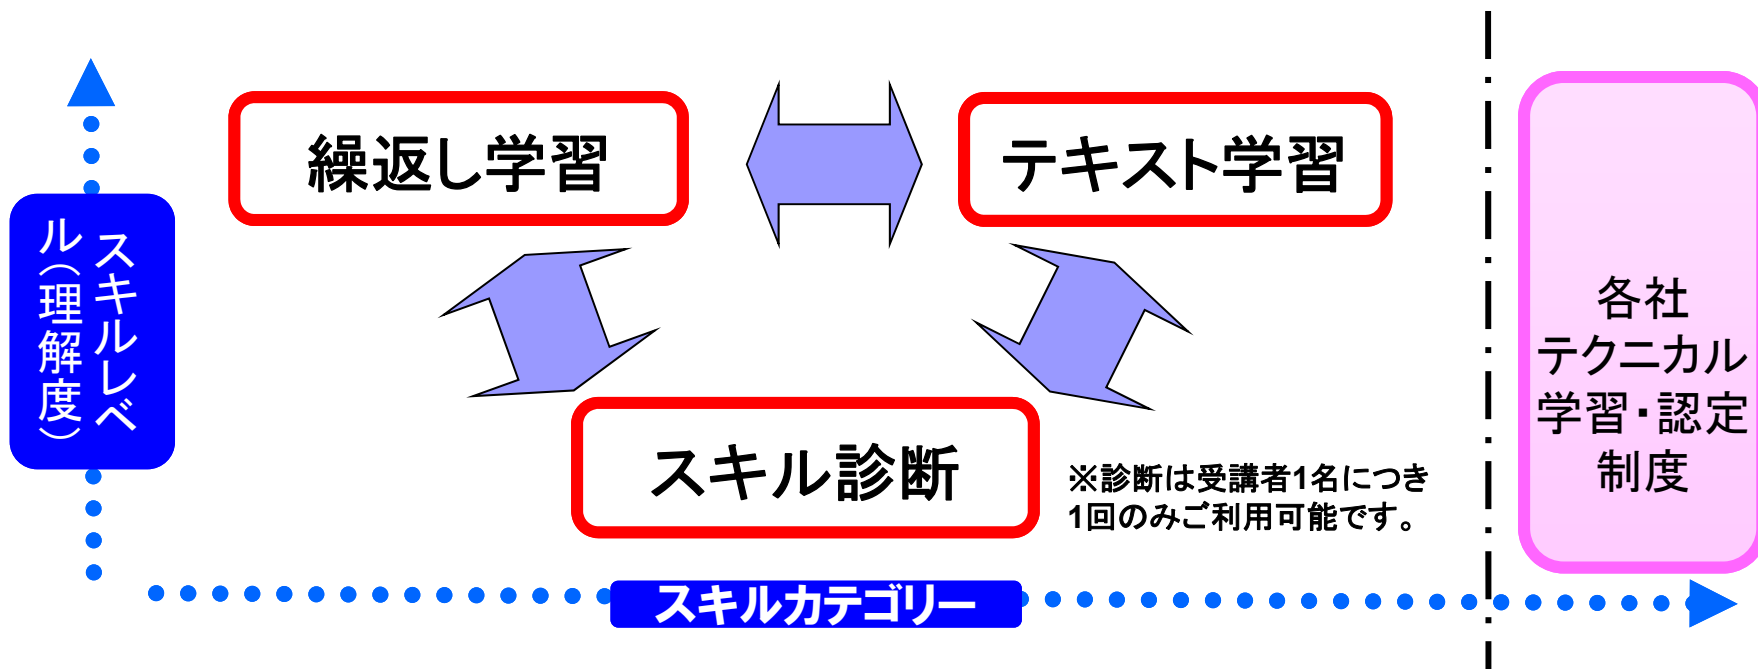 繰返し学習
テキスト学習
スキルレベ
ル（理解度）
各社
テクニカル
学習・認定
制度
スキル診断
※診断は受講者1名につき
1回のみご利用可能です。
スキルカテゴリー